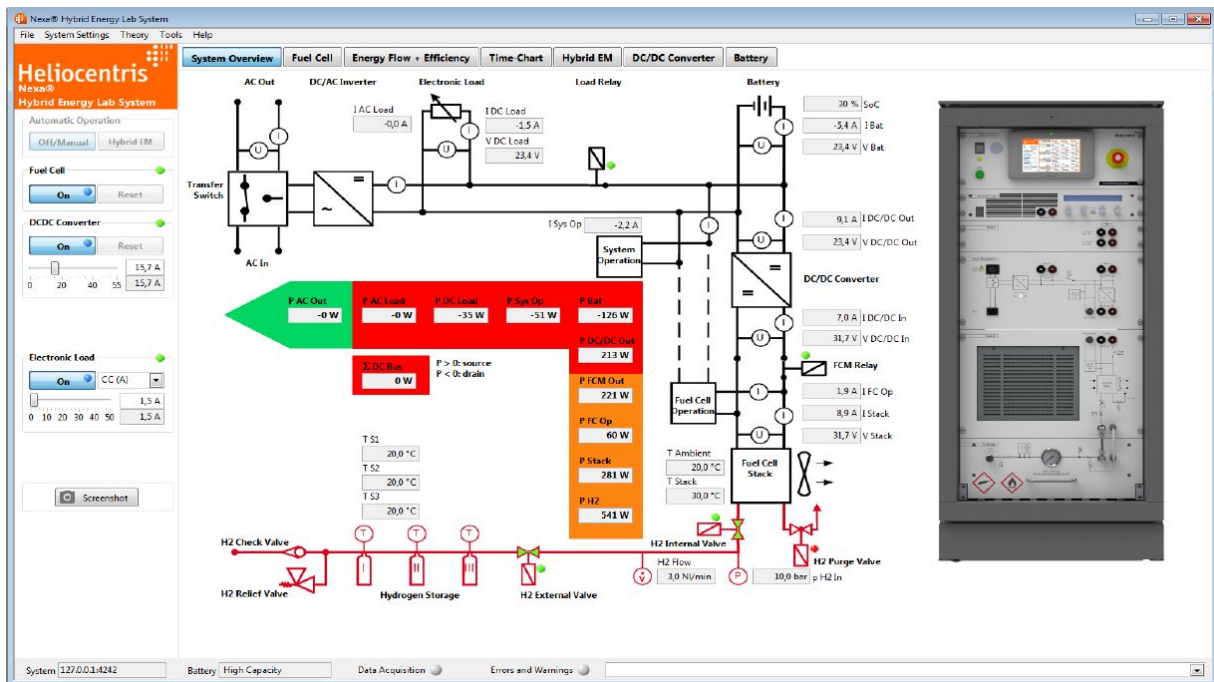 Nexa® Hybrid Energy Lab System
File System Settings Theory Tools Help
Heliocentris
Nexa®
Hybrid Energy Lab System
Automatic Operation
Off/Manual Hybrid EM
Fuel Cell
On Reset
DCDC Converter
On Reset
15,7 A
0 20 40 55 15,7 A
Electronic Load
On CC (A)
1,5 A
0 10 20 30 40 50 1,5 A
Screenshot
System Overview Fuel Cell Energy Flow + Efficiency Time-Chart Hybrid EM DC/DC Converter Battery
AC Out DC/AC Inverter Electronic Load Load Relay Battery
I AC Load
-0,0 A
I DC Load
-1,5 A
V DC Load
23,4 V
30 % SoC
-5,4 A I Bat
23,4 V V Bat
I
U
I
U
I
U
Transfer
Switch
=
~
I
AC In
I Sys Op -2,2 A
I
System
Operation
I
9,1 A I DC/DC Out
U
23,4 V V DC/DC Out
=
=
DC/DC Converter
I
7,0 A I DC/DC In
U
31,7 V V DC/DC In
FCM Relay
Fuel Cell
Operation
I
1,9 A I FC Op
I
8,9 A I Stack
U
31,7 V V Stack
P AC Out P AC Load P DC Load P Sys Op P Bat
-0 W -0 W -35 W -51 W -126 W
P DC/DC Out
213 W
Σ DC Bus
0 W
P > 0: source
P < 0: drain
P FCM Out
221 W
P FC Op
60 W
P Stack
281 W
P H2
541 W
T S1
20,0 °C
T S2
20,0 °C
T S3
20,0 °C
T Ambient
20,0 °C
T Stack
30,0 °C
Fuel Cell
Stack
H2 Check Valve
T T T
I II III
H2 Relief Valve
Hydrogen Storage
H2 External Valve
H2 Internal Valve
H2 Purge Valve
H2 Flow
V̇ 3,0 Nl/min
P 10,0 bar p H2 In
System 127.0.0.1:4242 Battery High Capacity Data Acquisition Errors and Warnings